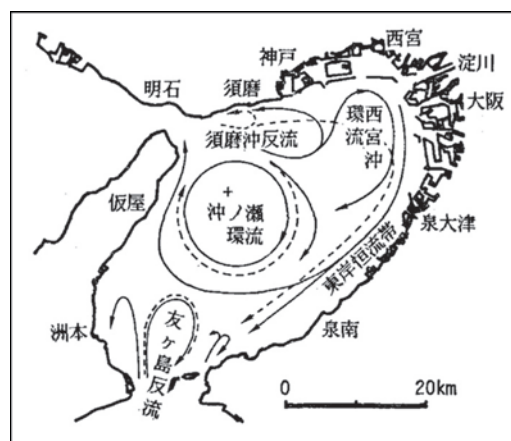 西宮
神戸
淀川
明石
須磨
大阪
須磨沖反流
西宮沖
環流
仮屋
沖ノ瀬
環流
泉大津
東岸恒流帯
洲本
友ヶ島反流
泉南
0
20km